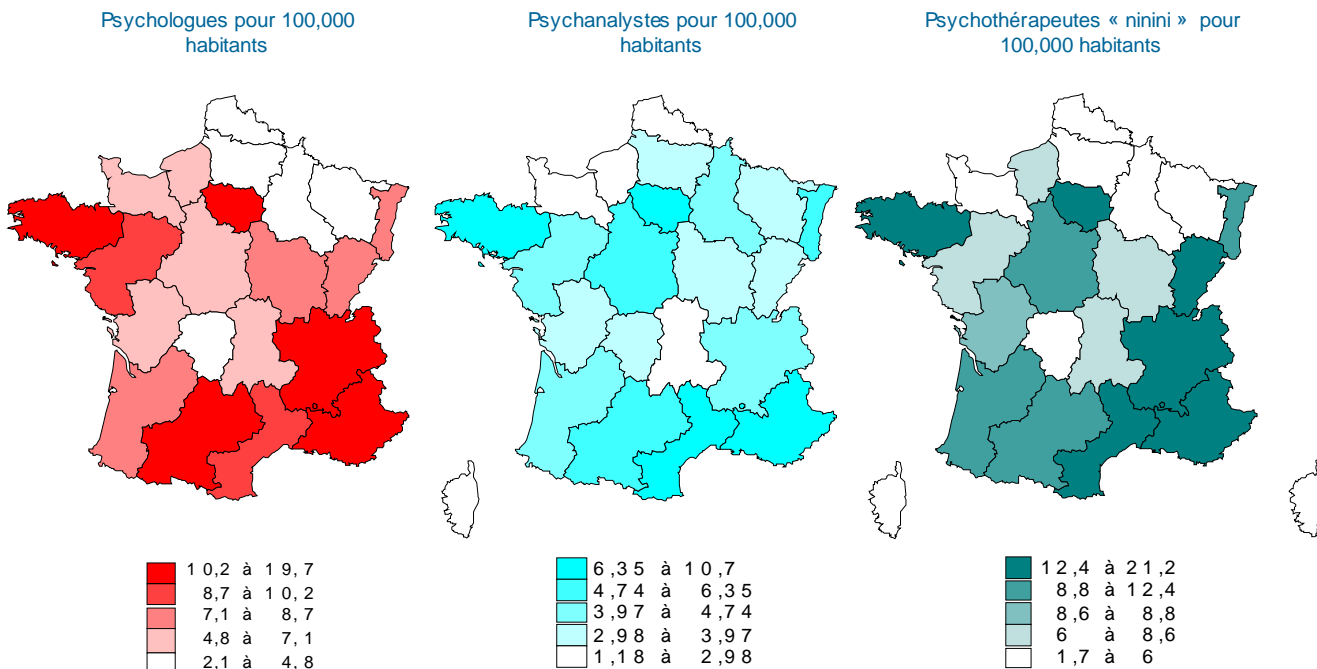 Psychologues pour 100,000
habitants
Psychanalystes pour 100,000
habitants
Psychothérapeutes « ninini » pour
100,000 habitants
10,2 à 19,7
8,7 à 10,2
7,1 à 8,7
4,8 à 7,1
2,1 à 4,8
6,35 à 10,7
4,74 à 6,35
3,97 à 4,74
2,98 à 3,97
1,18 à 2,98
12,4 à 21,2
8,8 à 12,4
8,6 à 8,8
6 à 8,6
1,7 à 6